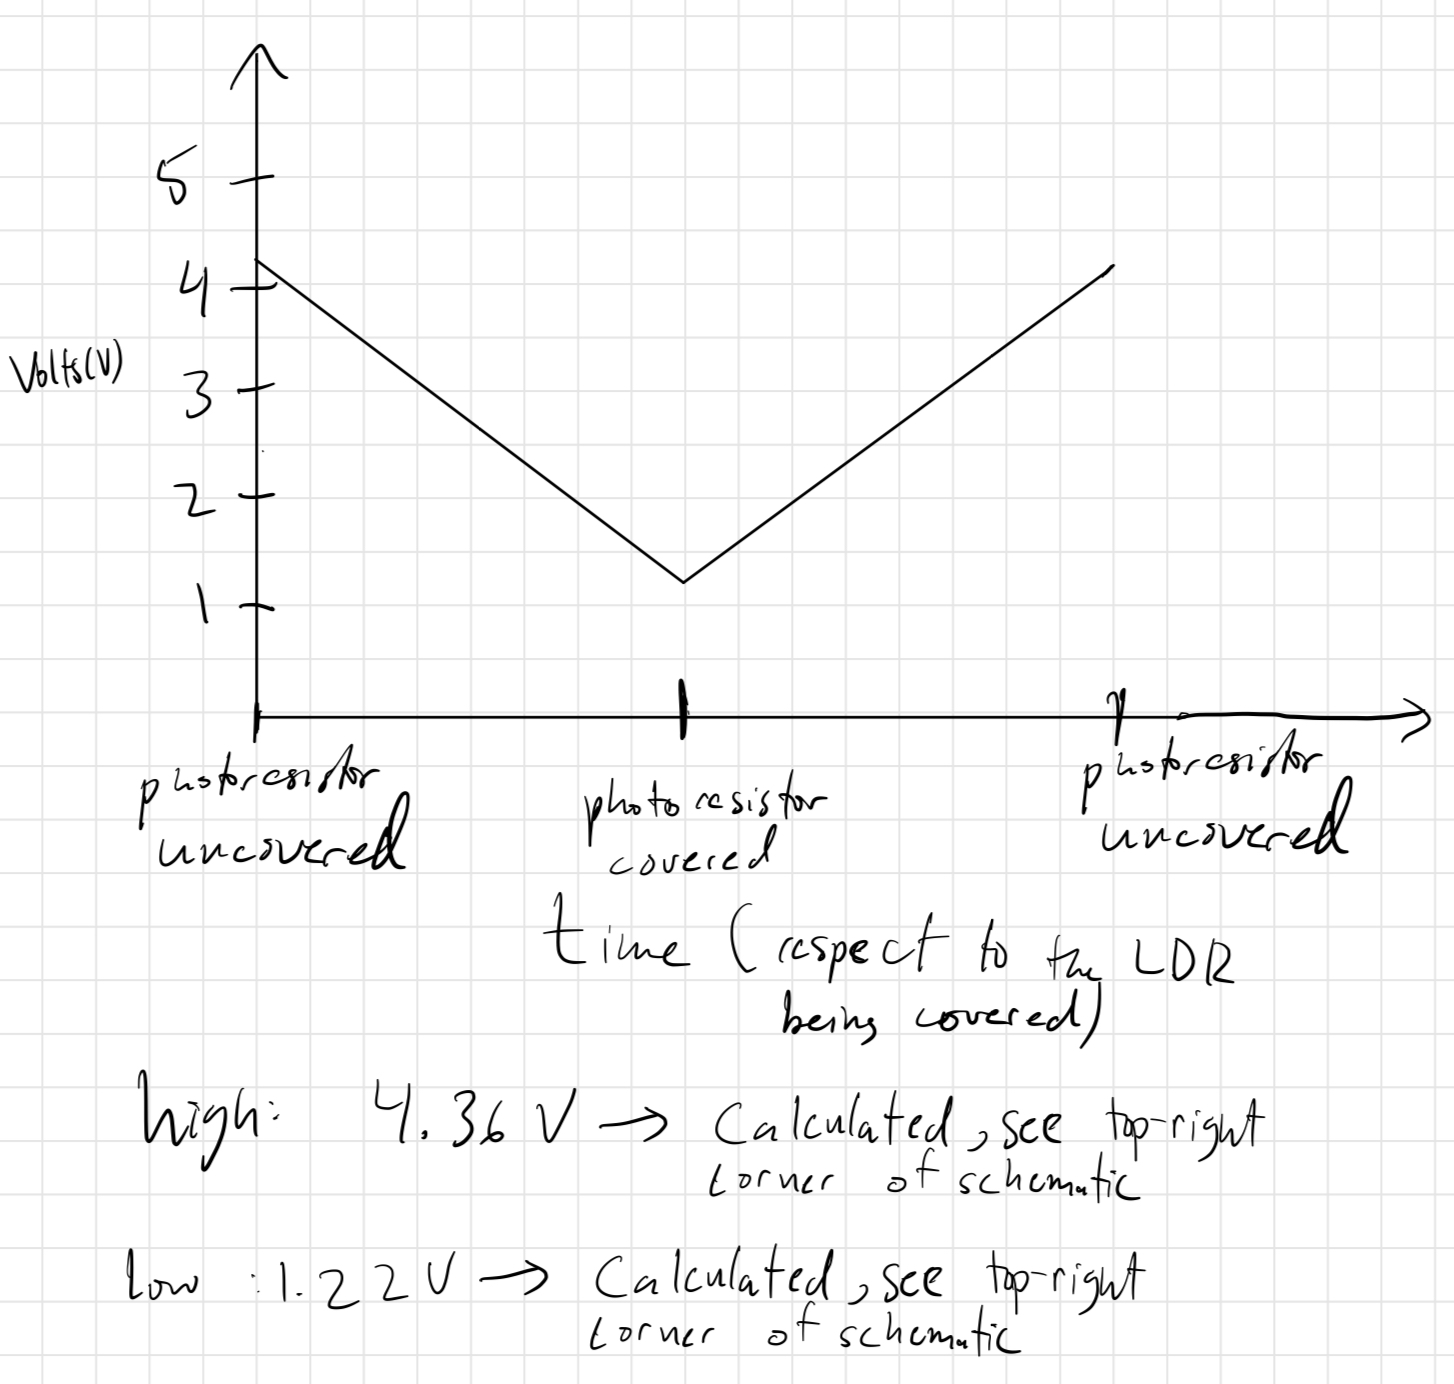 5
4
Volts(V)
3
2
1
photoresistor
uncovered
photoresistor
covered
photoresistor
uncovered
time (respect to the LDR
being covered)
high: 4.36 V → Calculated, see top-right
corner of schematic
Low : 1.22 V → Calculated, see top-right
corner of schematic